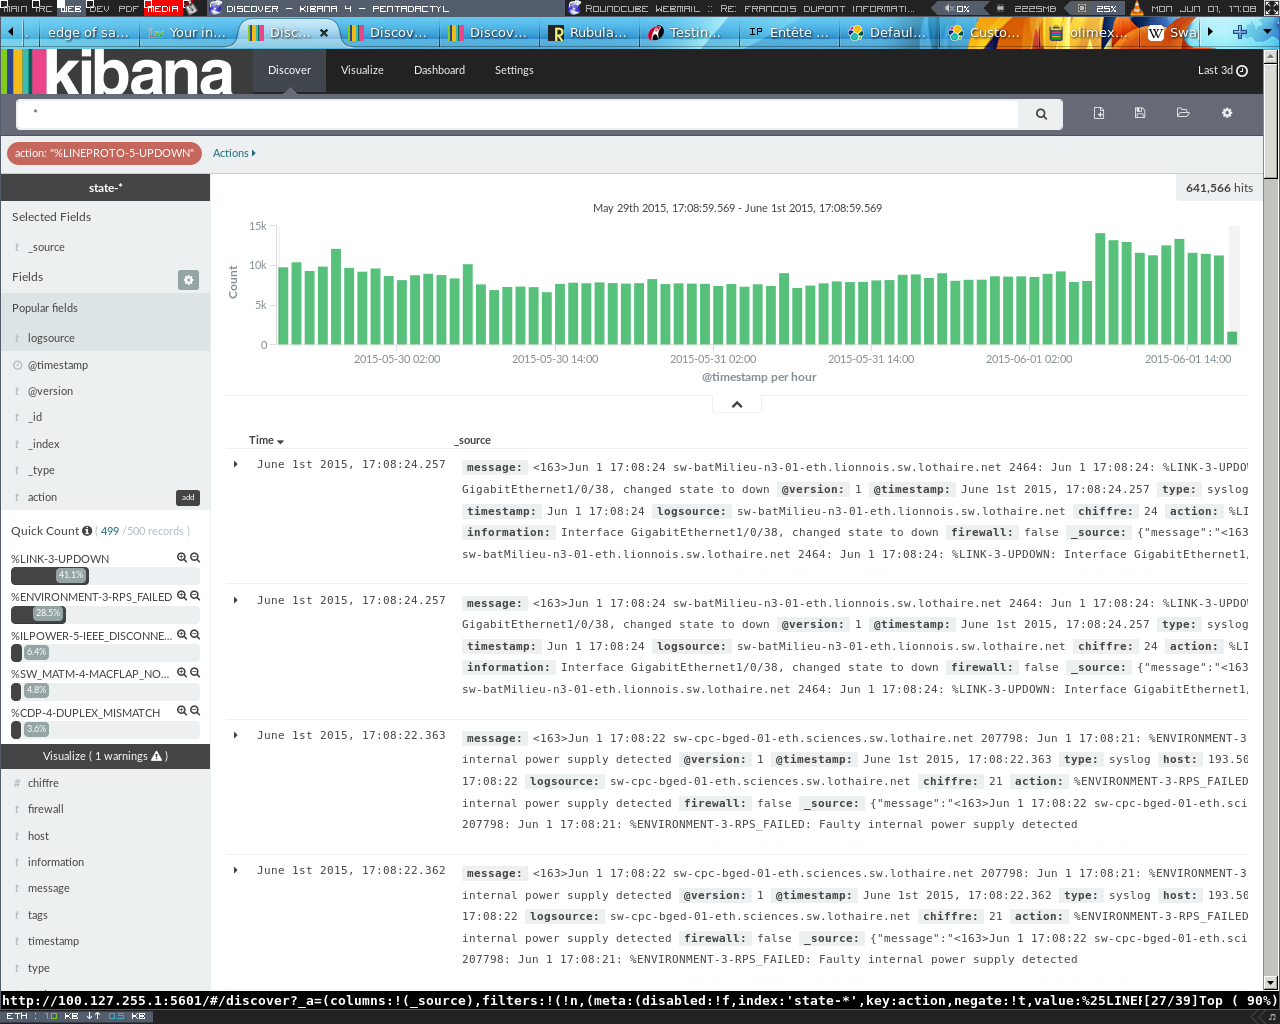 MAIN IRC WEB DEV PDF MEDIA Discover - Kibana 4 - Pentadactyl Roundcube Webmail :: Re: Francois Dupont Informati... 0% 2225MB 25% Mon Jun 01, 17:08
edge of sa... Your in... Disc... Discov... Discov... Rubula... Testin... IP Entête ... Defaul... Custo... olimex... W Swap
kibana Discover Visualize Dashboard Settings Last 3d
*
action: "%LINEPROTO-5-UPDOWN" Actions
state-*
641,566 hits
Selected Fields
t _source
Fields
Popular fields
t logsource
@timestamp
t @version
t _id
t _index
t _type
t action add
Quick Count ( 499 /500 records )
%LINK-3-UPDOWN
41.1%
%ENVIRONMENT-3-RPS_FAILED
28.5%
%ILPOWER-5-IEEE_DISCONNE...
6.4%
%SW_MATM-4-MACFLAP_NO...
4.8%
%CDP-4-DUPLEX_MISMATCH
3.6%
Visualize ( 1 warnings )
# chiffre
t firewall
t host
t information
t message
t tags
t timestamp
t type
May 29th 2015, 17:08:59.569 - June 1st 2015, 17:08:59.569
Count
15k
10k
5k
0
2015-05-30 02:00 2015-05-30 14:00 2015-05-31 02:00 2015-05-31 14:00 2015-06-01 02:00 2015-06-01 14:00
@timestamp per hour
Time _source
June 1st 2015, 17:08:24.257 message: <163>Jun 1 17:08:24 sw-batMilieu-n3-01-eth.lionnois.sw.lothaire.net 2464: Jun 1 17:08:24: %LINK-3-UPDOW
GigabitEthernet1/0/38, changed state to down @version: 1 @timestamp: June 1st 2015, 17:08:24.257 type: syslog
timestamp: Jun 1 17:08:24 logsource: sw-batMilieu-n3-01-eth.lionnois.sw.lothaire.net chiffre: 24 action: %LI
information: Interface GigabitEthernet1/0/38, changed state to down firewall: false _source: {"message":"<163
sw-batMilieu-n3-01-eth.lionnois.sw.lothaire.net 2464: Jun 1 17:08:24: %LINK-3-UPDOWN: Interface GigabitEthernet1,
June 1st 2015, 17:08:24.257 message: <163>Jun 1 17:08:24 sw-batMilieu-n3-01-eth.lionnois.sw.lothaire.net 2464: Jun 1 17:08:24: %LINK-3-UPDOW
GigabitEthernet1/0/38, changed state to down @version: 1 @timestamp: June 1st 2015, 17:08:24.257 type: syslog
timestamp: Jun 1 17:08:24 logsource: sw-batMilieu-n3-01-eth.lionnois.sw.lothaire.net chiffre: 24 action: %LI
information: Interface GigabitEthernet1/0/38, changed state to down firewall: false _source: {"message":"<163
sw-batMilieu-n3-01-eth.lionnois.sw.lothaire.net 2464: Jun 1 17:08:24: %LINK-3-UPDOWN: Interface GigabitEthernet1,
June 1st 2015, 17:08:22.363 message: <163>Jun 1 17:08:22 sw-cpc-bged-01-eth.sciences.sw.lothaire.net 207798: Jun 1 17:08:21: %ENVIRONMENT-3
internal power supply detected @version: 1 @timestamp: June 1st 2015, 17:08:22.363 type: syslog host: 193.50
17:08:22 logsource: sw-cpc-bged-01-eth.sciences.sw.lothaire.net chiffre: 21 action: %ENVIRONMENT-3-RPS_FAILED
internal power supply detected firewall: false _source: {"message":"<163>Jun 1 17:08:22 sw-cpc-bged-01-eth.sci
207798: Jun 1 17:08:21: %ENVIRONMENT-3-RPS_FAILED: Faulty internal power supply detected
June 1st 2015, 17:08:22.362 message: <163>Jun 1 17:08:22 sw-cpc-bged-01-eth.sciences.sw.lothaire.net 207798: Jun 1 17:08:21: %ENVIRONMENT-3
internal power supply detected @version: 1 @timestamp: June 1st 2015, 17:08:22.362 type: syslog host: 193.50
17:08:22 logsource: sw-cpc-bged-01-eth.sciences.sw.lothaire.net chiffre: 21 action: %ENVIRONMENT-3-RPS_FAILED
internal power supply detected firewall: false _source: {"message":"<163>Jun 1 17:08:22 sw-cpc-bged-01-eth.sci
207798: Jun 1 17:08:21: %ENVIRONMENT-3-RPS_FAILED: Faulty internal power supply detected
http://100.127.255.1:5601/#/discover?_a=(columns:!(_source),filters:!(!n,(meta:(disabled:!f,index:'state-*',key:action,negate:!t,value:%25LINEP[27/39]Top ( 90%)
ETH : 1.0 KB ↓↑ 0.5 KB